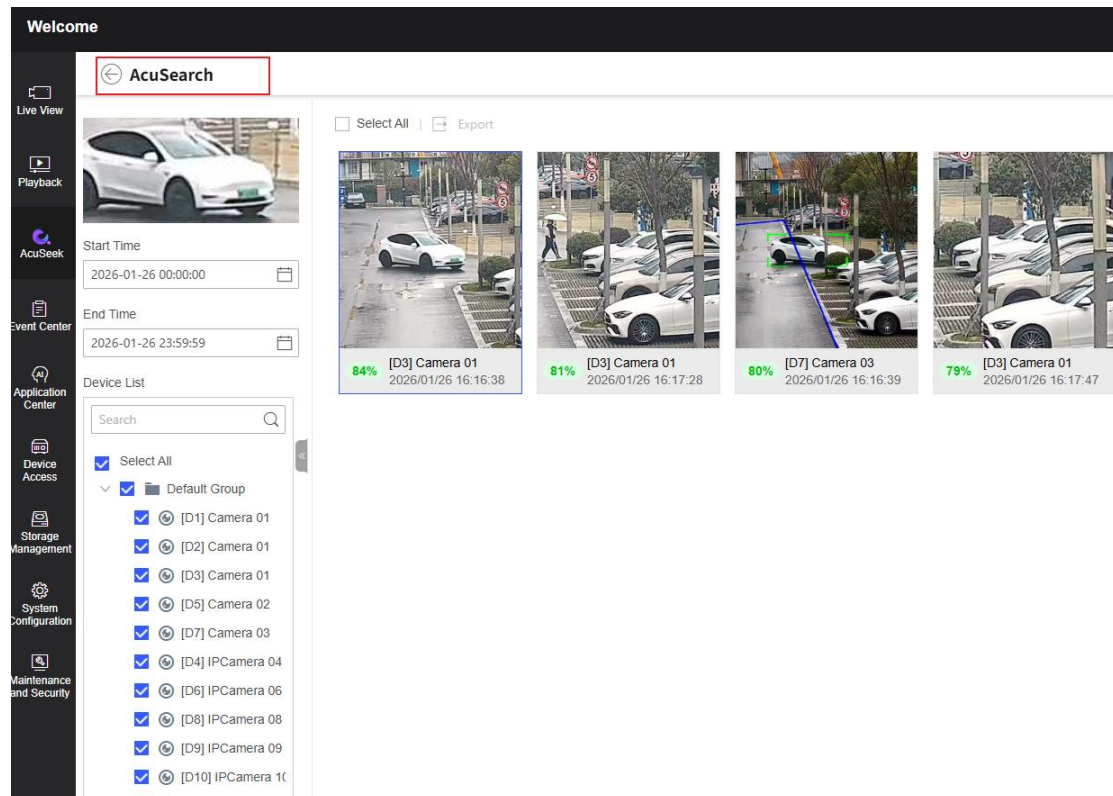 Welcome
AcuSearch
Live View
Playback
AcuSeek
Event Center
Application
Center
Device
Access
Storage
Management
System
Configuration
Maintenance
and Security
Start Time
2026-01-26 00:00:00
End Time
2026-01-26 23:59:59
Device List
Search
Select All
Default Group
[D1] Camera 01
[D2] Camera 01
[D3] Camera 01
[D5] Camera 02
[D7] Camera 03
[D4] IPCamera 04
[D6] IPCamera 06
[D8] IPCamera 08
[D9] IPCamera 09
[D10] IPCamera 10
Select All | Export
84% [D3] Camera 01
2026/01/26 16:16:38
81% [D3] Camera 01
2026/01/26 16:17:28
80% [D7] Camera 03
2026/01/26 16:16:39
79% [D3] Camera 01
2026/01/26 16:17:47